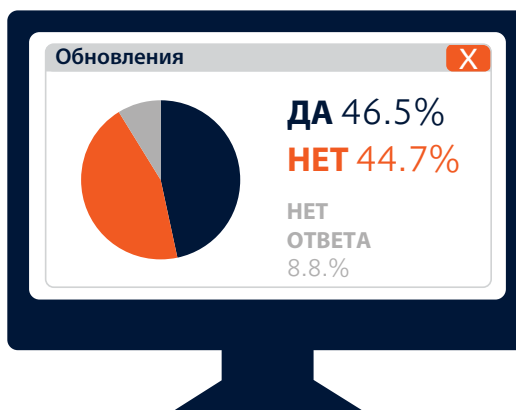 Обновления
X
ДА 46.5%
НЕТ 44.7%
НЕТ
ОТВЕТА
8.8.%